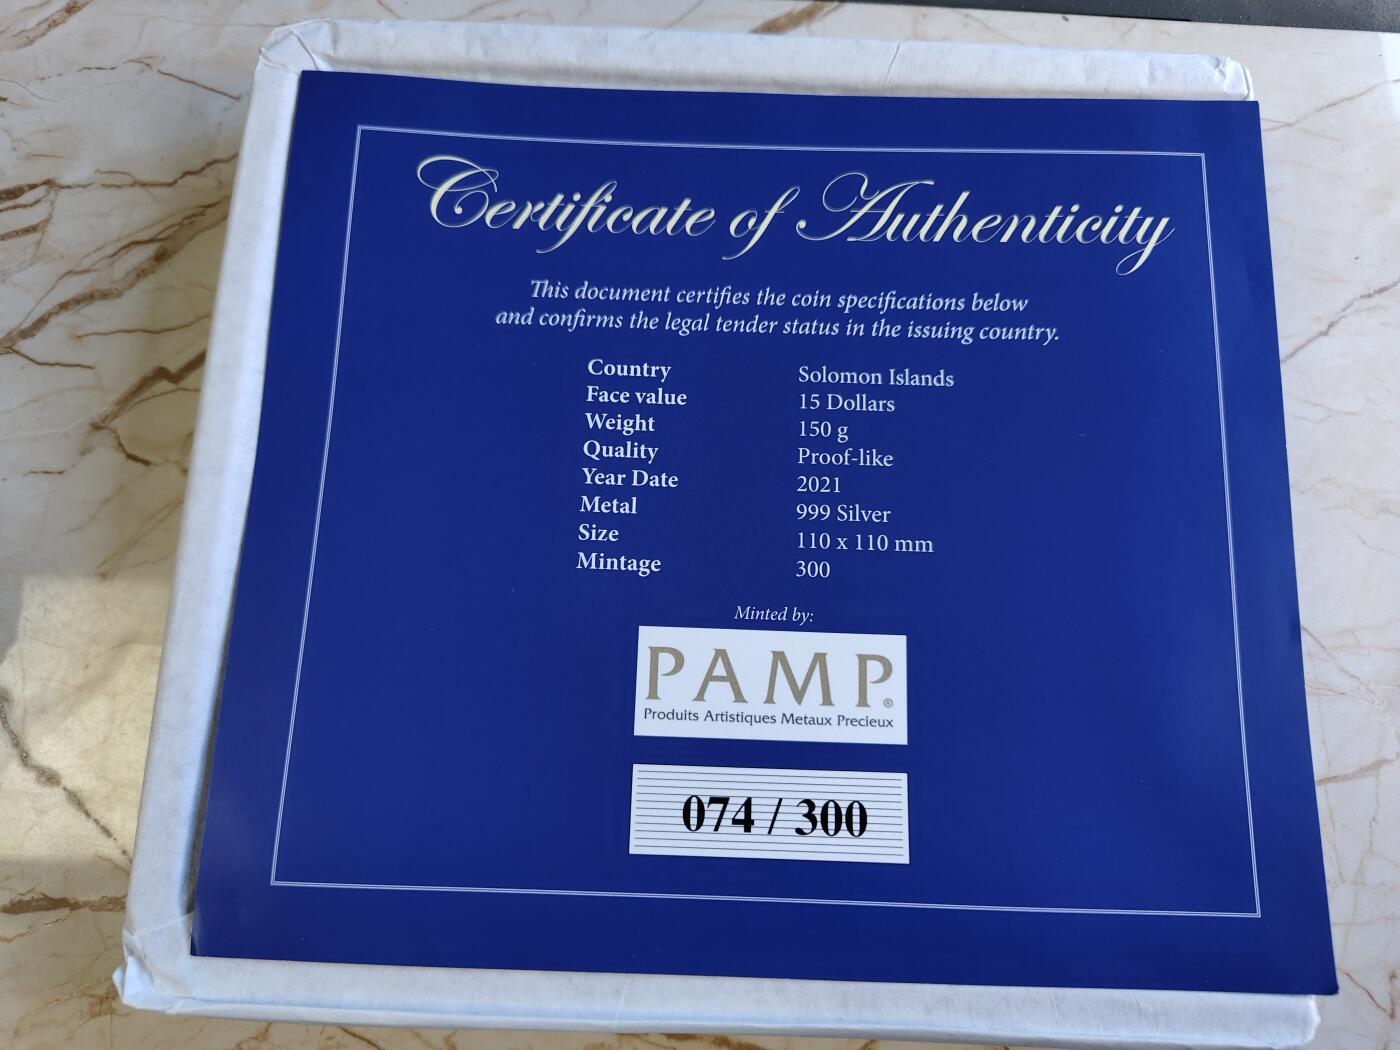 Certificate of Authenticity
This document certifies the coin specifications below
and confirms the legal tender status in the issuing country.
Country Solomon Islands
Face value 15 Dollars
Weight 150 g
Quality Proof-like
Year Date 2021
Metal 999 Silver
Size 110 x 110 mm
Mintage 300
Minted by:
PAMP®
Produits Artistiques Metaux Precieux
074 / 300